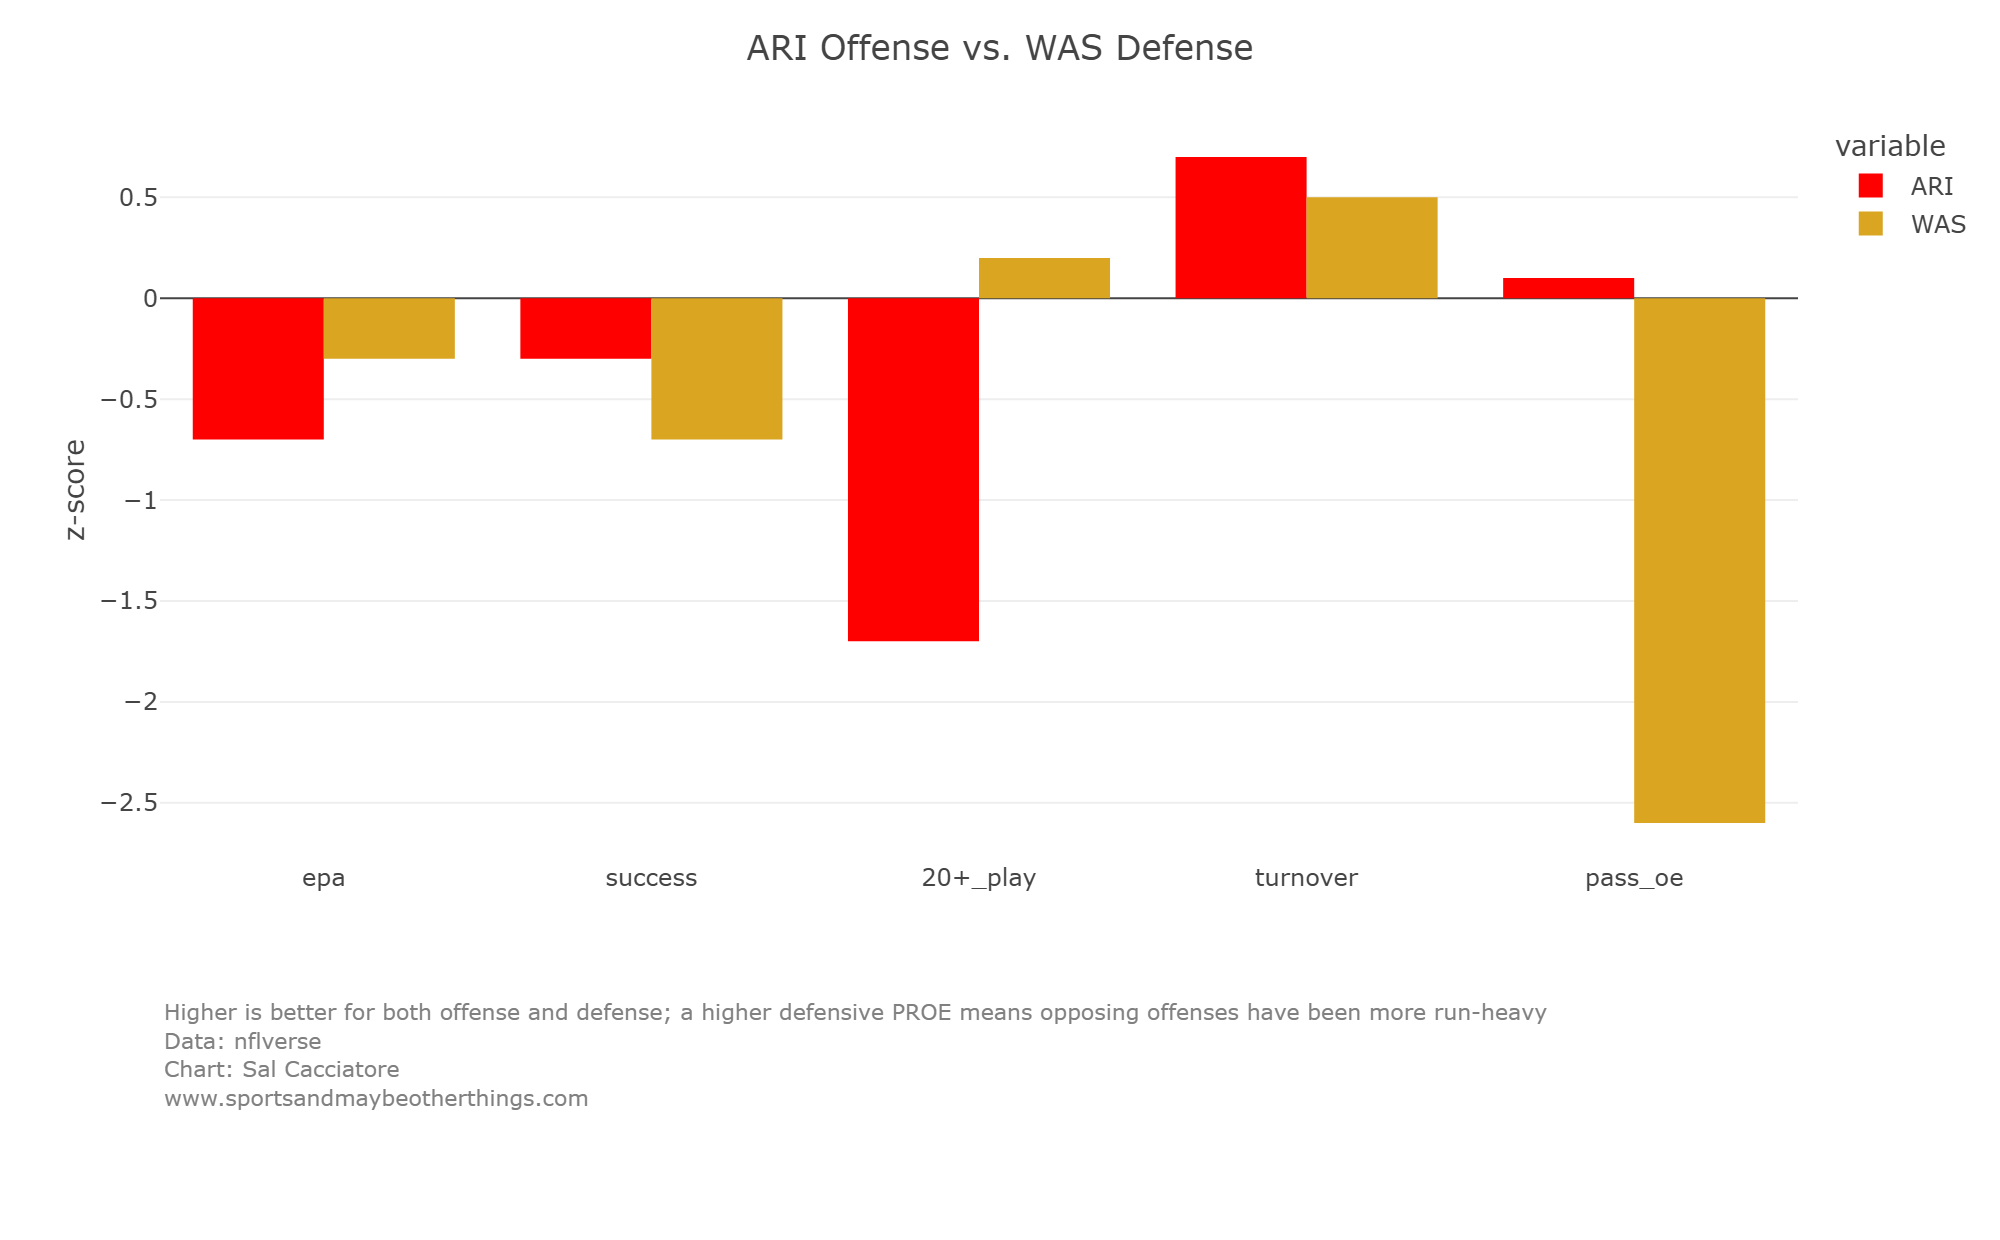 ARI Offense vs. WAS Defense
variable
ARI
WAS
0.5
0
−0.5
−1
−1.5
−2
−2.5
z-score
epa
success
20+_play
turnover
pass_oe
Higher is better for both offense and defense; a higher defensive PROE means opposing offenses have been more run-heavy
Data: nflverse
Chart: Sal Cacciatore
www.sportsandmaybeotherthings.com